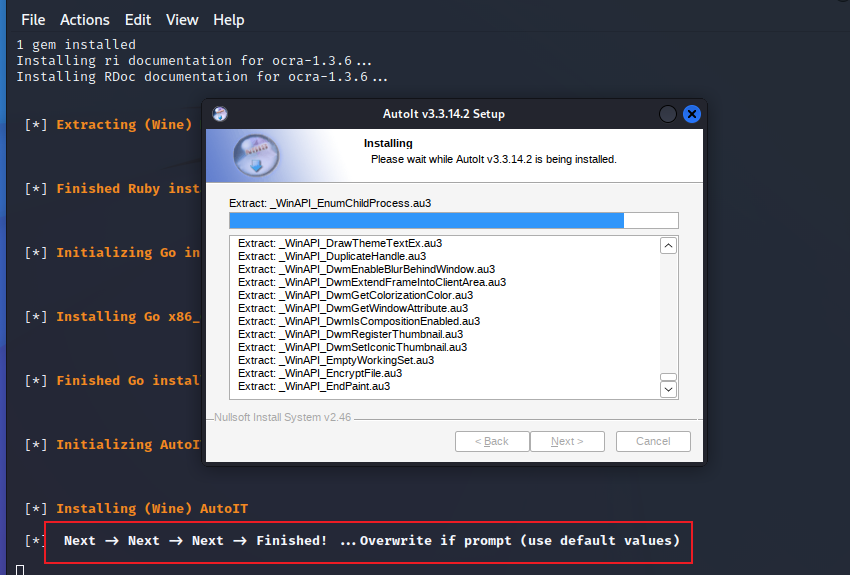 File Actions Edit View Help
1 gem installed
Installing ri documentation for ocra-1.3.6...
Installing RDoc documentation for ocra-1.3.6...
[*] Extracting (Wine)
AutoIt v3.3.14.2 Setup
Installing
Please wait while AutoIt v3.3.14.2 is being installed.
[*] Finished Ruby inst
Extract: _WinAPI_EnumChildProcess.au3
Extract: _WinAPI_DrawThemeTextEx.au3
Extract: _WinAPI_DuplicateHandle.au3
Extract: _WinAPI_DwmEnableBlurBehindWindow.au3
Extract: _WinAPI_DwmExtendFrameIntoClientArea.au3
Extract: _WinAPI_DwmGetColorizationColor.au3
Extract: _WinAPI_DwmGetWindowAttribute.au3
Extract: _WinAPI_DwmIsCompositionEnabled.au3
Extract: _WinAPI_DwmRegisterThumbnail.au3
Extract: _WinAPI_DwmSetIconicThumbnail.au3
Extract: _WinAPI_EmptyWorkingSet.au3
Extract: _WinAPI_EncryptFile.au3
Extract: _WinAPI_EndPaint.au3
[*] Initializing Go in
[*] Installing Go x86_
[*] Finished Go instal
Nullsoft Install System v2.46
< Back Next > Cancel
[*] Initializing AutoI
[*] Installing (Wine) AutoIT
[*] Next → Next → Next → Finished! ...Overwrite if prompt (use default values)